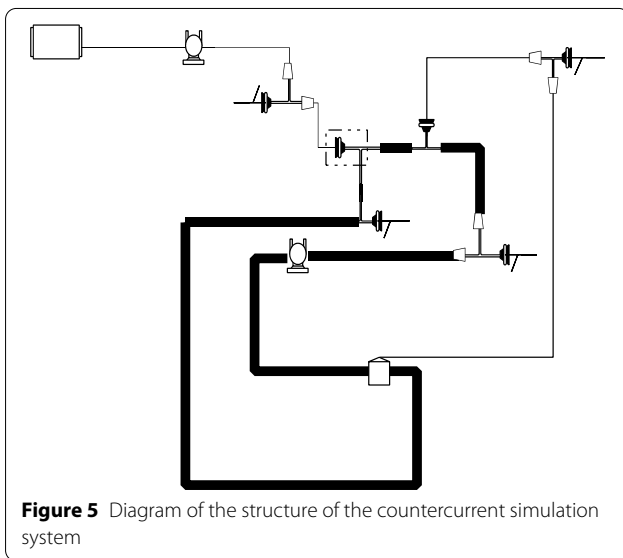 Figure 5 Diagram of the structure of the countercurrent simulation
system